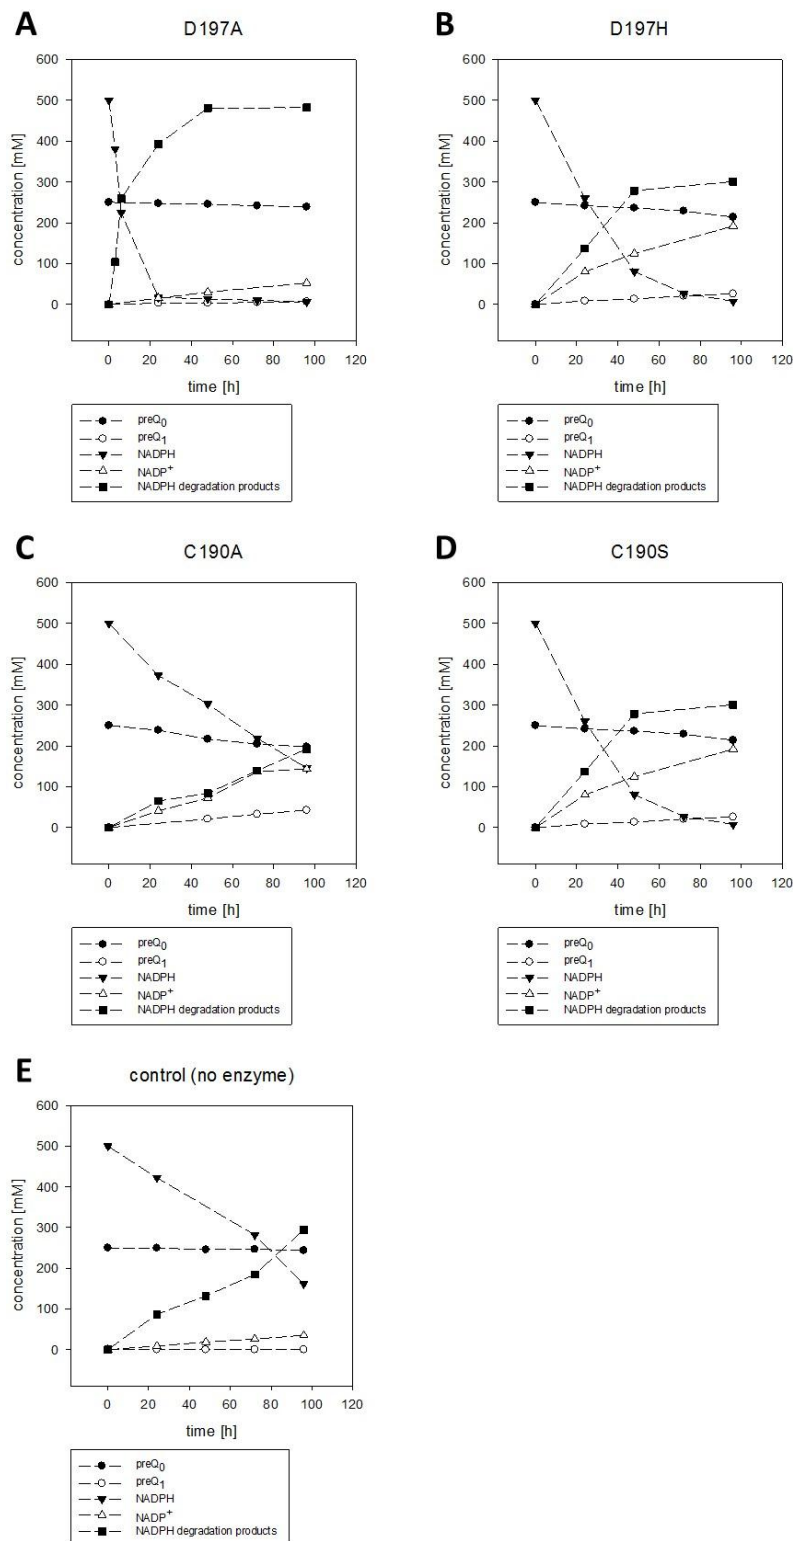 A
D197A
concentration [mM]
600
500
400
300
200
100
0
0 20 40 60 80 100 120
time [h]
preQ0
preQ1
NADPH
NADP+
NADPH degradation products
B
D197H
concentration [mM]
600
500
400
300
200
100
0
0 20 40 60 80 100 120
time [h]
preQ0
preQ1
NADPH
NADP+
NADPH degradation products
C
C190A
concentration [mM]
600
500
400
300
200
100
0
0 20 40 60 80 100 120
time [h]
preQ0
preQ1
NADPH
NADP+
NADPH degradation products
D
C190S
concentration [mM]
600
500
400
300
200
100
0
0 20 40 60 80 100 120
time [h]
preQ0
preQ1
NADPH
NADP+
NADPH degradation products
E
control (no enzyme)
concentration [mM]
600
500
400
300
200
100
0
0 20 40 60 80 100 120
time [h]
preQ0
preQ1
NADPH
NADP+
NADPH degradation products